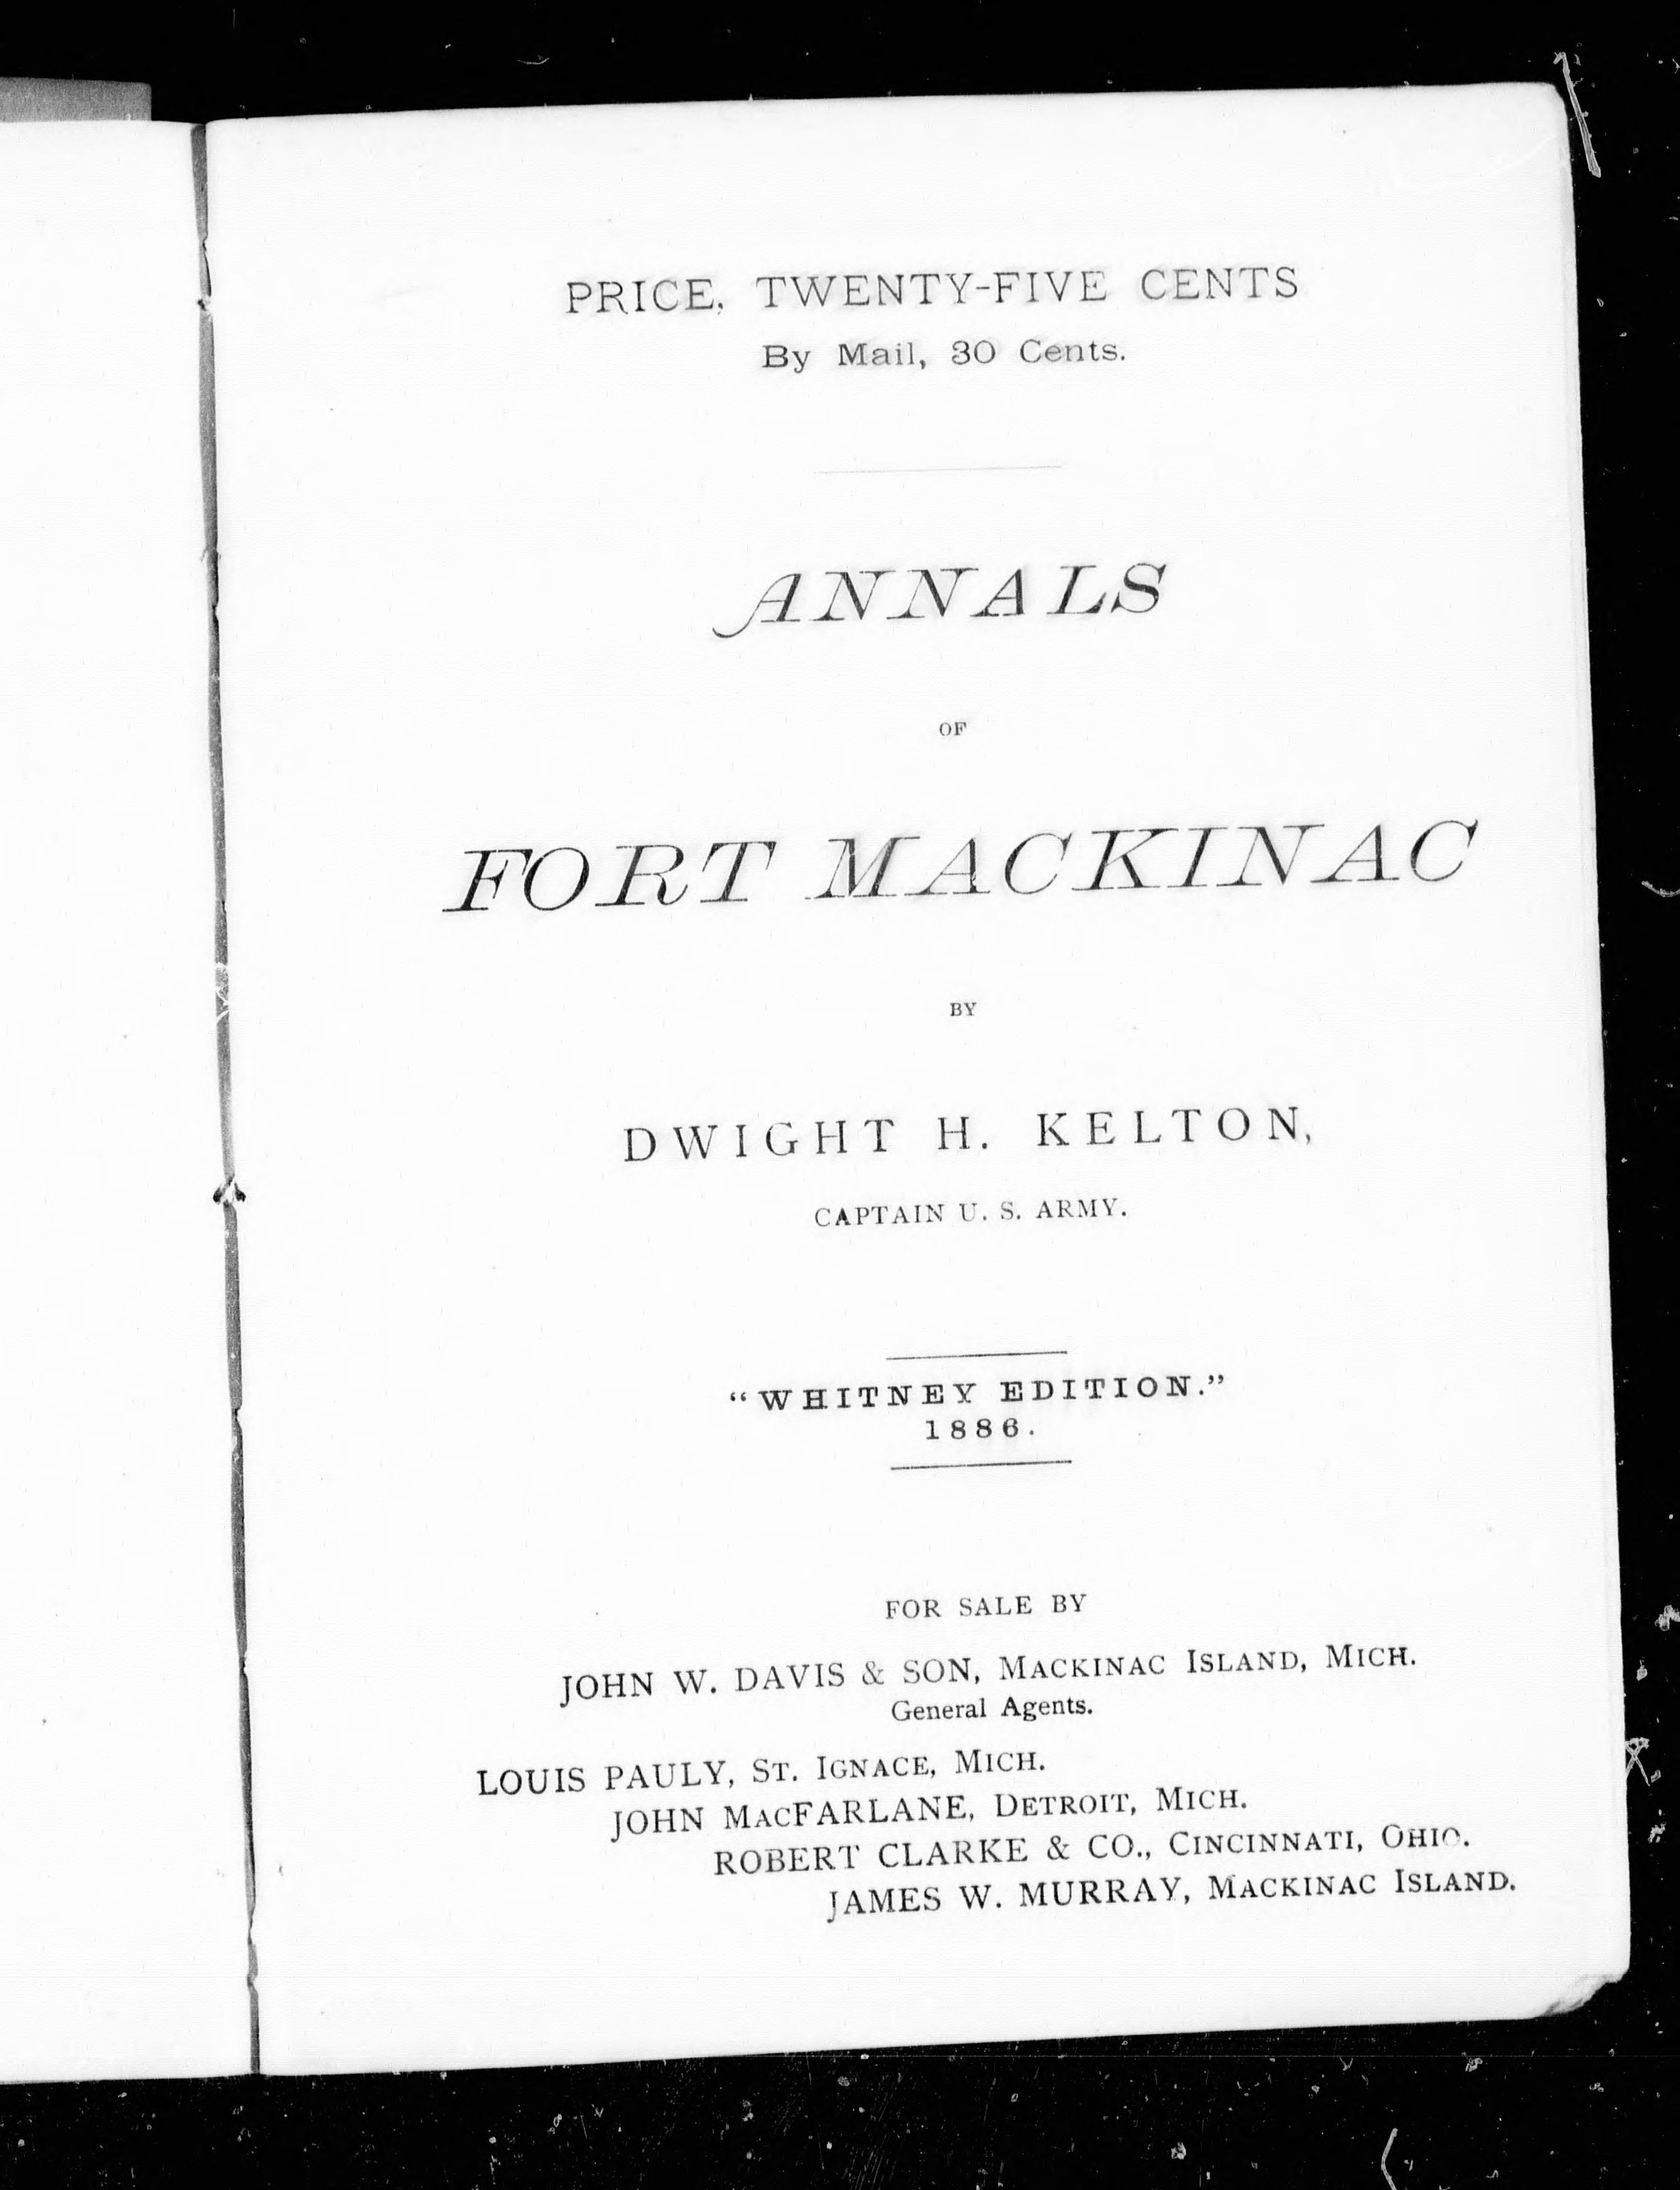 PRICE, TWENTY-FIVE CENTS
By Mail, 30 Cents.
ANNALS
OF
FORT MACKINAC
BY
DWIGHT H. KELTON,
CAPTAIN U. S. ARMY.
"WHITNEY EDITION."
1886.
FOR SALE BY
JOHN W. DAVIS & SON, MACKINAC ISLAND, MICH.
General Agents.
LOUIS PAULY, ST. IGNACE, MICH.
JOHN MACFARLANE, DETROIT, MICH.
ROBERT CLARKE & CO., CINCINNATI, OHIO.
JAMES W. MURRAY, MACKINAC ISLAND.